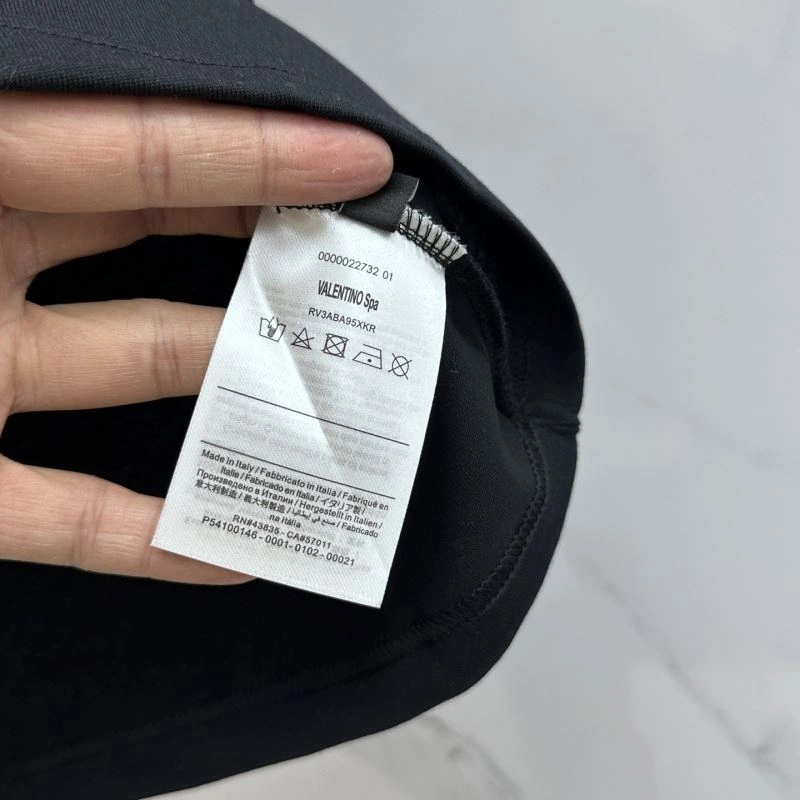 0000022732 01
VALENTINO Spa
RV3ABA95XKR
Made in Italy / Fabbricato in Italia / Fabriqué en
Italie / Fabricado en Italia / イタリア製 /
Произведено в Италии / Hergestellt in Italien /
意大利制造 / 義大利製造 / صنع في إيطاليا / Fabricado
na Itália
RN#43835 - CA#57011
P54100146 - 0001- 0102 - 00021